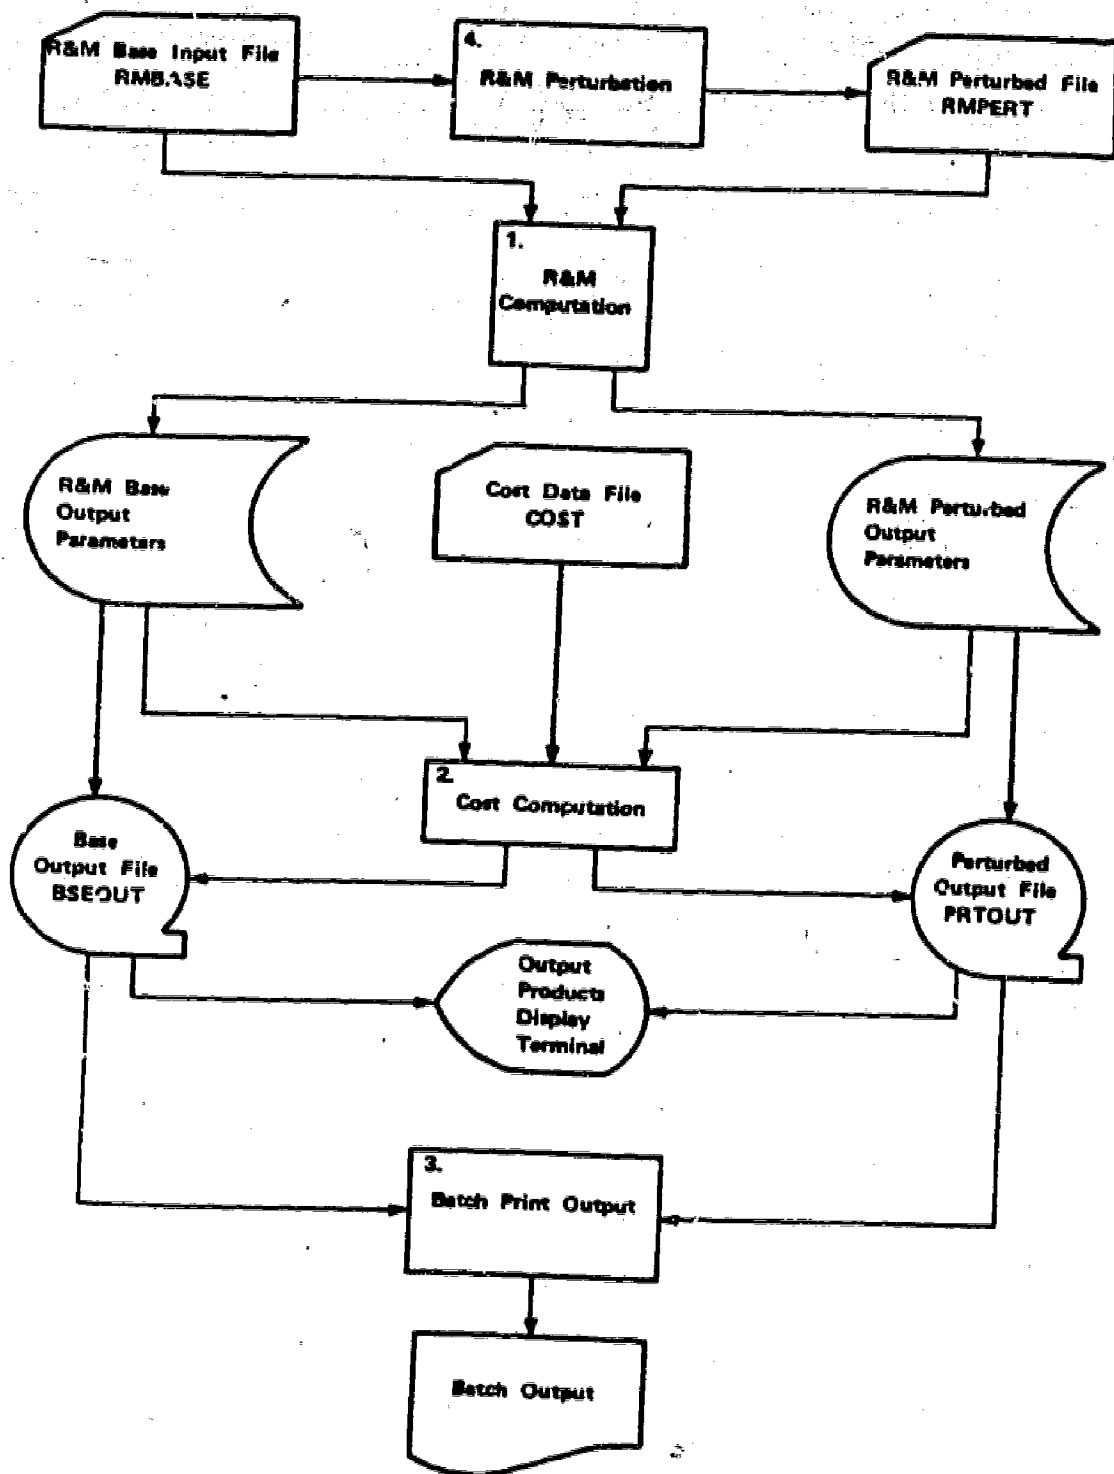 R&M Base Input File
RMBASE
4.
R&M Perturbation
R&M Perturbed File
RMPERT
1.
R&M
Computation
R&M Base
Output
Parameters
Cost Data File
COST
R&M Perturbed
Output
Parameters
2.
Cost Computation
Base
Output File
BSEOUT
Perturbed
Output File
PRTOUT
Output
Products
Display
Terminal
3.
Batch Print Output
Batch Output